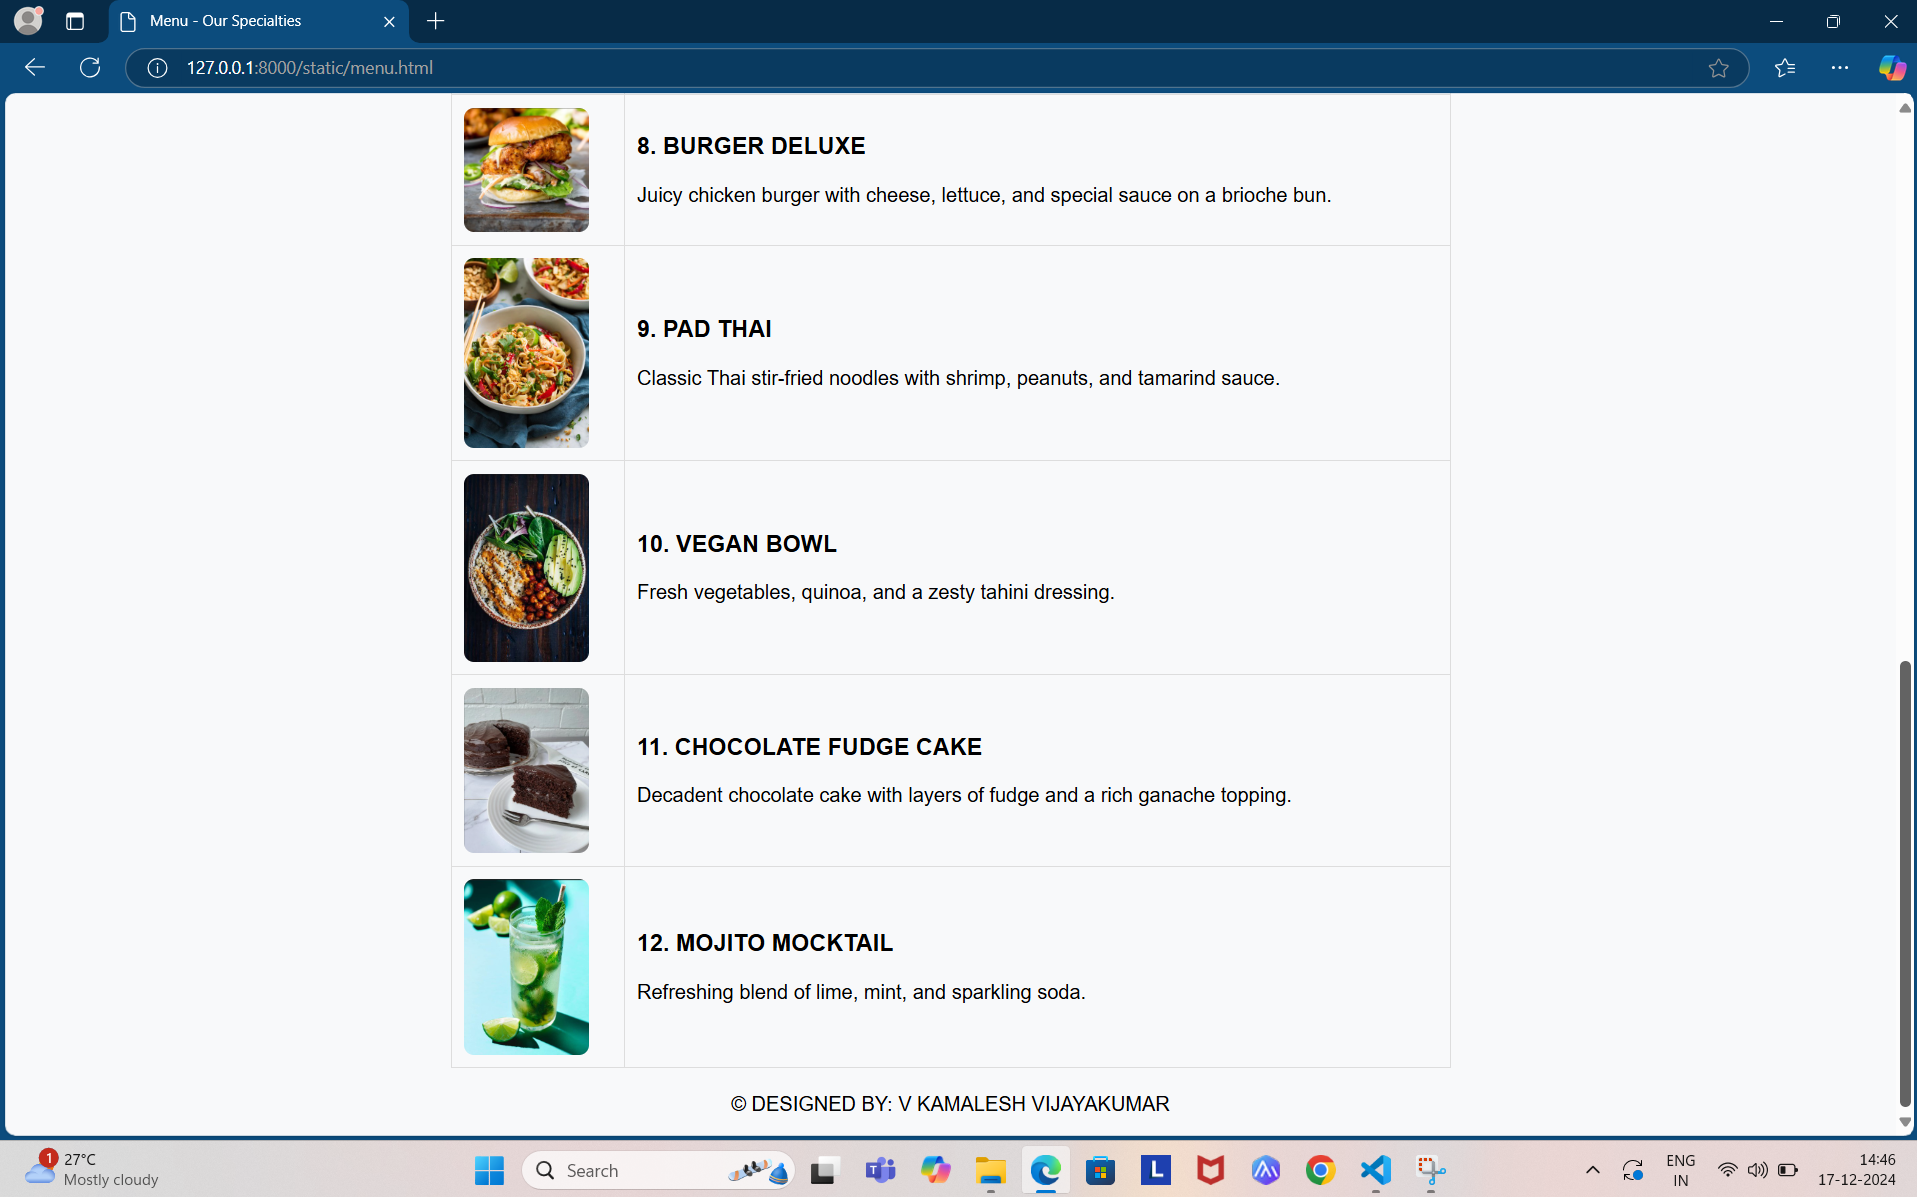 Menu - Our Specialties
127.0.0.1:8000/static/menu.html
8. BURGER DELUXE
Juicy chicken burger with cheese, lettuce, and special sauce on a brioche bun.
9. PAD THAI
Classic Thai stir-fried noodles with shrimp, peanuts, and tamarind sauce.
10. VEGAN BOWL
Fresh vegetables, quinoa, and a zesty tahini dressing.
11. CHOCOLATE FUDGE CAKE
Decadent chocolate cake with layers of fudge and a rich ganache topping.
12. MOJITO MOCKTAIL
Refreshing blend of lime, mint, and sparkling soda.
© DESIGNED BY: V KAMALESH VIJAYAKUMAR
1
27°C
Mostly cloudy
Search
L
ENG
IN
14:46
17-12-2024